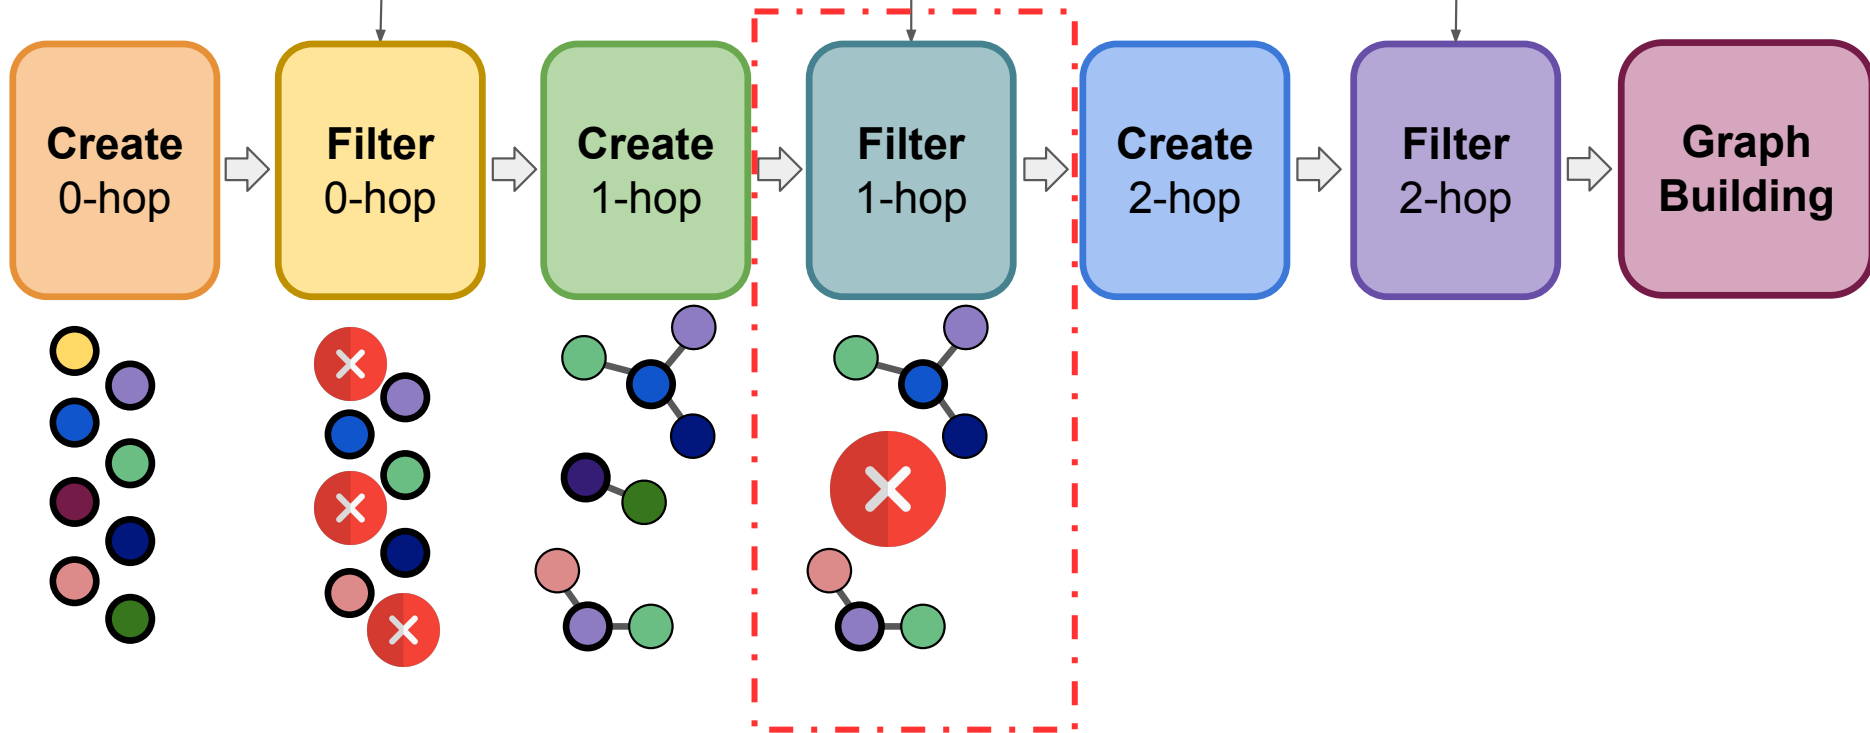 Create
0-hop
Filter
0-hop
Create
1-hop
Filter
1-hop
Create
2-hop
Filter
2-hop
Graph
Building